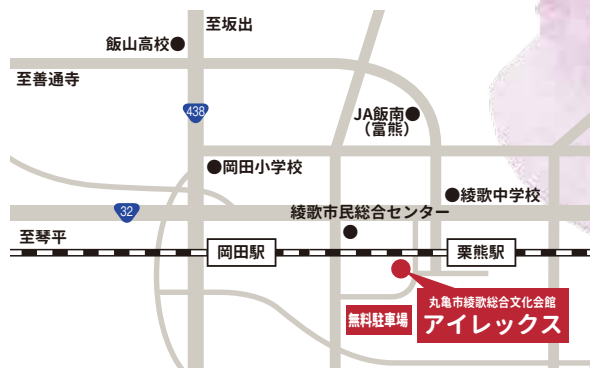 至坂出
飯山高校
至善通寺
438
JA飯南
（富熊）
岡田小学校
綾歌中学校
32
綾歌市民総合センター
至琴平
岡田駅
栗熊駅
無料駐車場
丸亀市綾歌総合文化会館
アイレックス